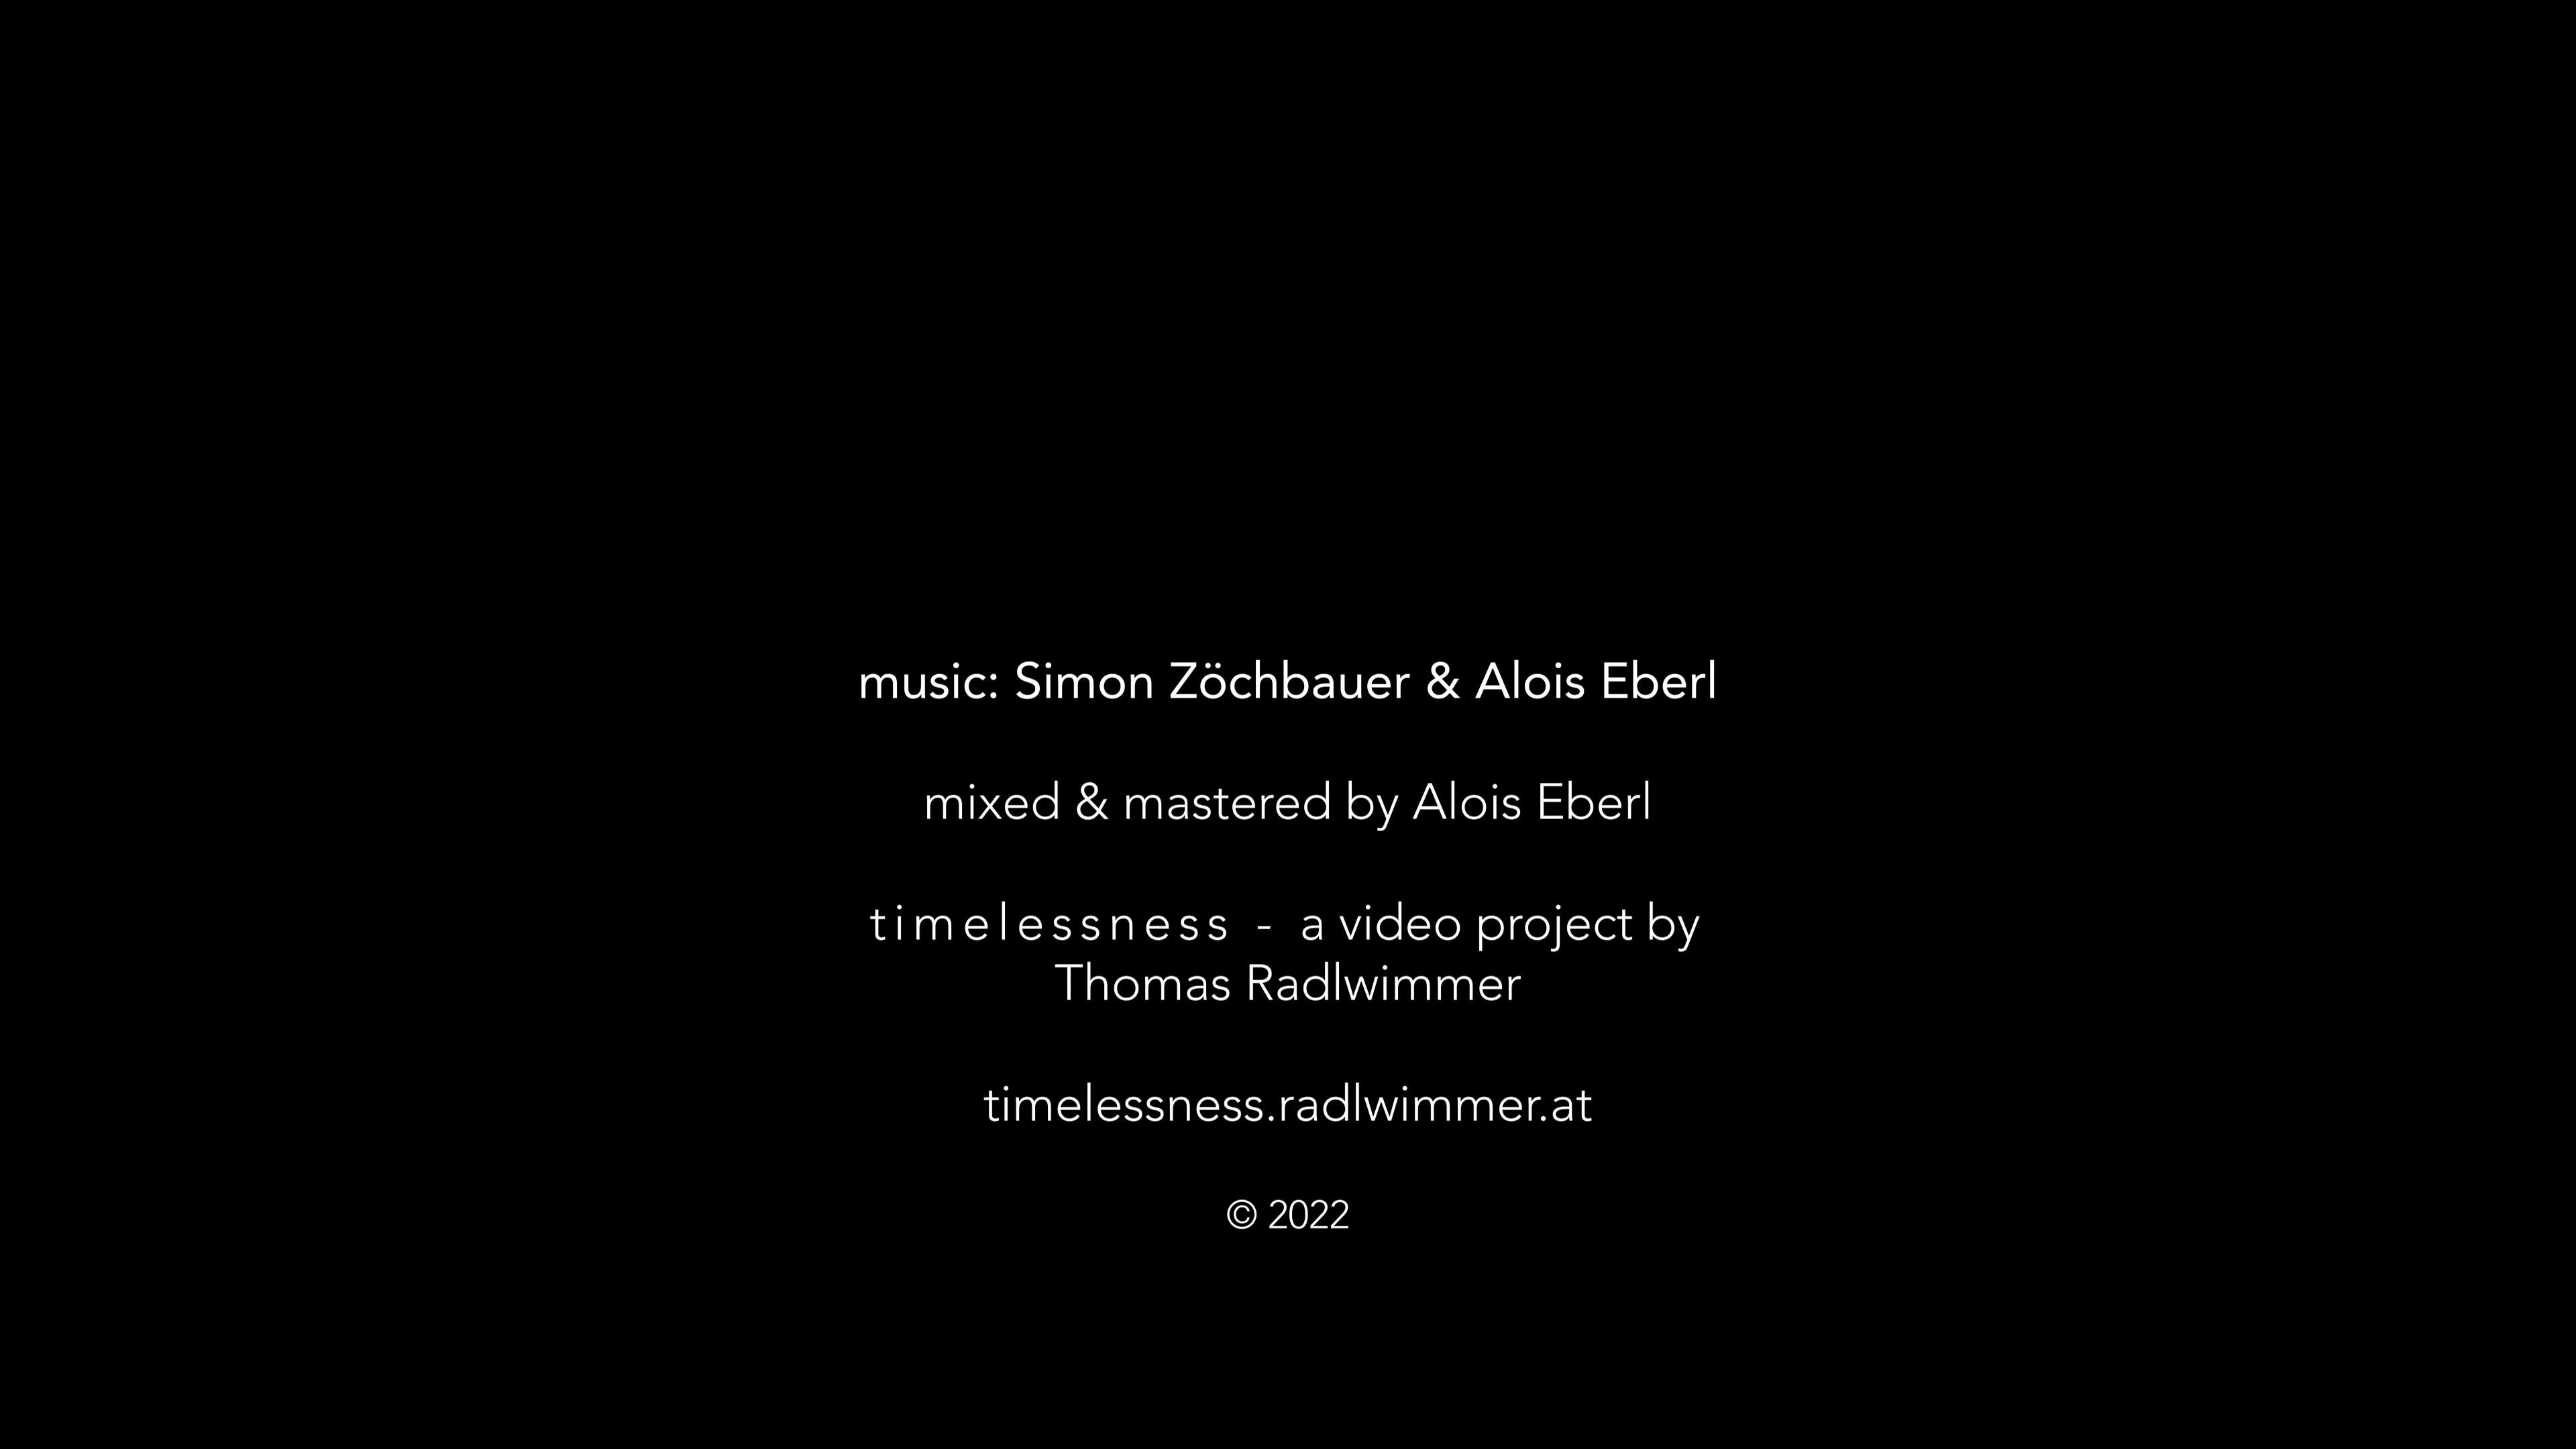 music: Simon Zöchbauer & Alois Eberl
mixed & mastered by Alois Eberl
timelessness - a video project by
Thomas Radlwimmer
timelessness.radlwimmer.at
© 2022